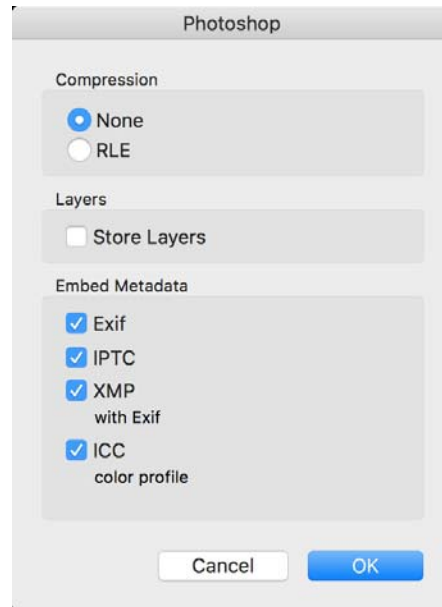 Photoshop
Compression
None
RLE
Layers
Store Layers
Embed Metadata
Exif
IPTC
XMP
with Exif
ICC
color profile
Cancel OK